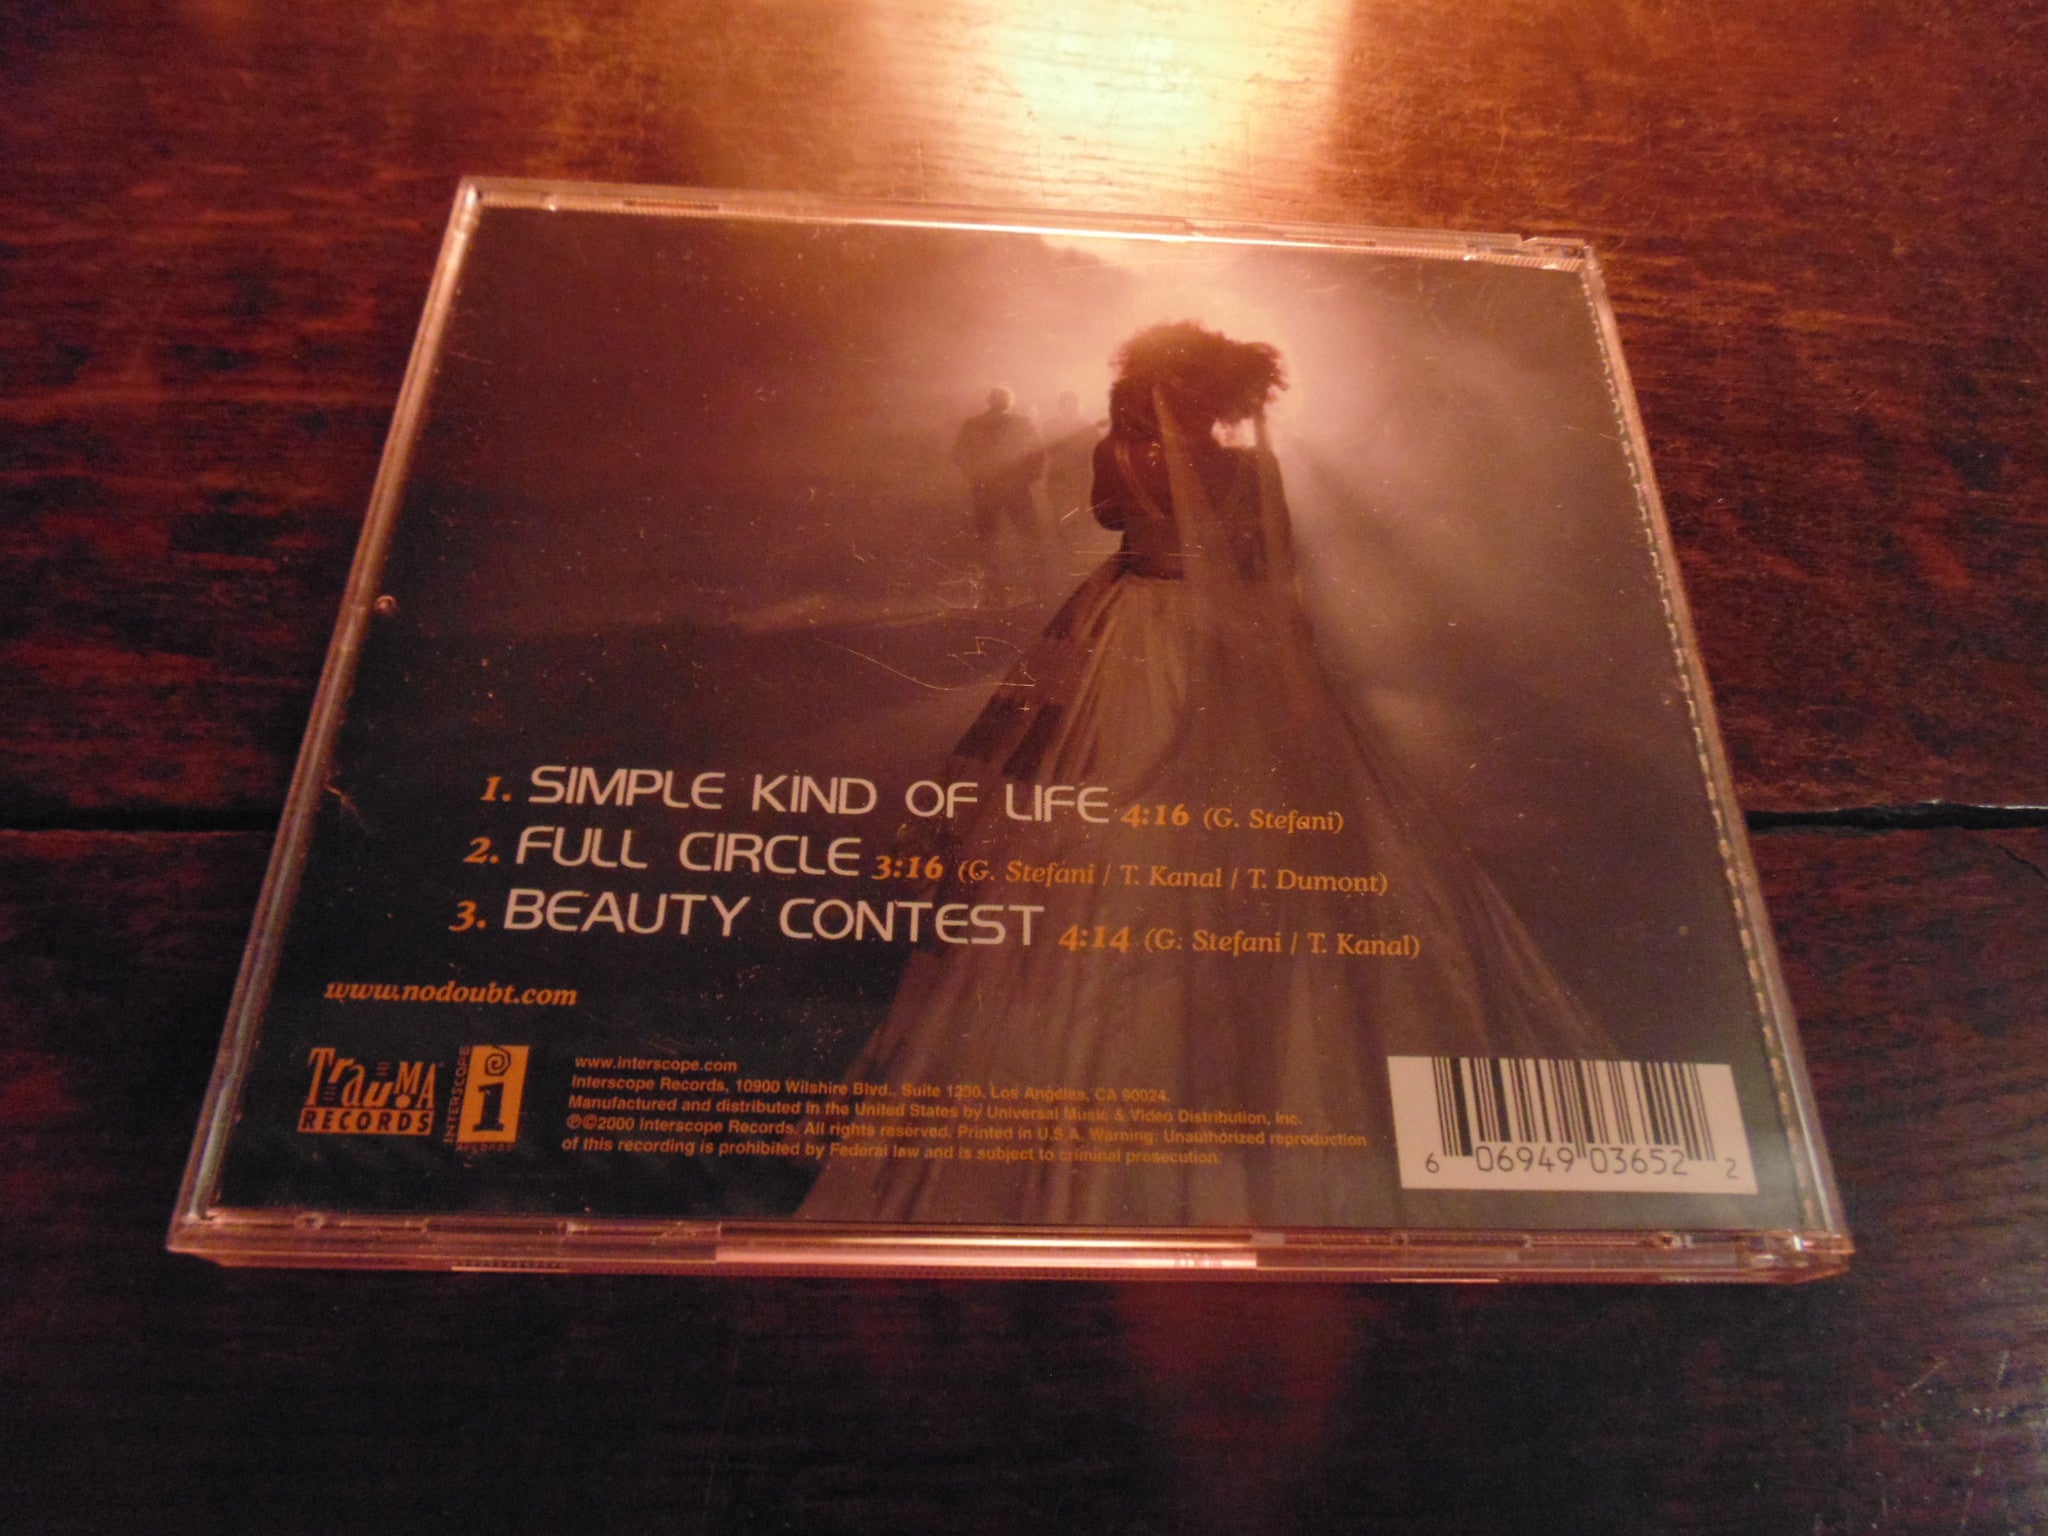 1. SIMPLE KIND OF LIFE 4:16 (G. Stefani)
2. FULL CIRCLE 3:16 (G. Stefani / T. Kanal / T. Dumont)
3. BEAUTY CONTEST 4:14 (G. Stefani / T. Kanal)
www.nodoubt.com
TrauMA
RECORDS
INTERSCOPE
RECORDS
www.interscope.com
Interscope Records, 10900 Wilshire Blvd., Suite 1230, Los Angeles, CA 90024.
Manufactured and distributed in the United States by Universal Music & Video Distribution, Inc.
℗©2000 Interscope Records. All rights reserved. Printed in U.S.A. Warning: Unauthorized reproduction
of this recording is prohibited by Federal law and is subject to criminal prosecution.
6 06949 03652 2